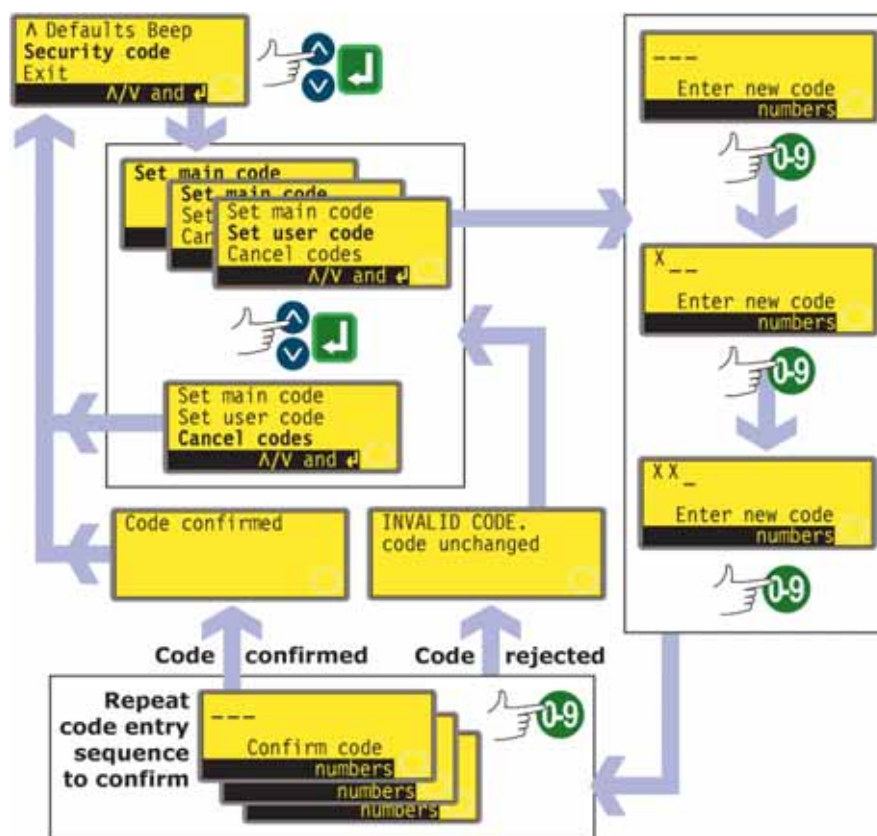 Λ Defaults Beep
Security code
Exit
Λ/V and ↲
Set main code
Set main code
Set
Can
Set main code
Set user code
Cancel codes
Λ/V and ↲
Set main code
Set user code
Cancel codes
Λ/V and ↲
_ _ _
Enter new code
numbers
0-9
X _ _
Enter new code
numbers
0-9
X X _
Enter new code
numbers
0-9
Code confirmed
INVALID CODE.
code unchanged
Code confirmed
Code rejected
Repeat
code entry
sequence
to confirm
_ _ _
Confirm code
numbers
numbers
numbers
0-9